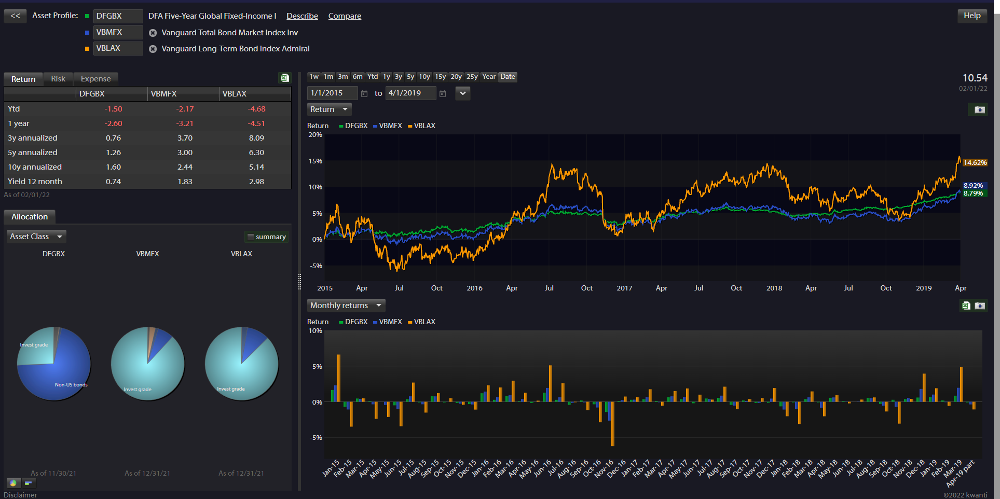 << Asset Profile: DFGBX DFA Five-Year Global Fixed-Income I Describe Compare Help
VBMFX Vanguard Total Bond Market Index Inv
VBLAX Vanguard Long-Term Bond Index Admiral
Return Risk Expense
DFGBX VBMFX VBLAX
Ytd -1.50 -2.17 -4.68
1 year -2.60 -3.21 -4.51
3y annualized 0.76 3.70 8.09
5y annualized 1.26 3.00 6.30
10y annualized 1.60 2.44 5.14
Yield 12 month 0.74 1.83 2.98
As of 02/01/22
Allocation
Asset Class summary
DFGBX VBMFX VBLAX
Invest grade
Non-US bonds
Invest grade
Invest grade
As of 11/30/21 As of 12/31/21 As of 12/31/21
Disclaimer
1w 1m 3m 6m Ytd 1y 3y 5y 10y 15y 20y 25y Year Date
10.54
02/01/22
1/1/2015 to 4/1/2019
Return
Return DFGBX VBMFX VBLAX
20%
15%
10%
5%
0%
-5%
14.62%
8.92%
8.79%
2015 Apr Jul Oct 2016 Apr Jul Oct 2017 Apr Jul Oct 2018 Apr Jul Oct 2019 Apr
Monthly returns
Return DFGBX VBMFX VBLAX
10%
5%
0%
-5%
Jan-15 Feb-15 Mar-15 Apr-15 May-15 Jun-15 Jul-15 Aug-15 Sep-15 Oct-15 Nov-15 Dec-15 Jan-16 Feb-16 Mar-16 Apr-16 May-16 Jun-16 Jul-16 Aug-16 Sep-16 Oct-16 Nov-16 Dec-16 Jan-17 Feb-17 Mar-17 Apr-17 May-17 Jun-17 Jul-17 Aug-17 Sep-17 Oct-17 Nov-17 Dec-17 Jan-18 Feb-18 Mar-18 Apr-18 May-18 Jun-18 Jul-18 Aug-18 Sep-18 Oct-18 Nov-18 Dec-18 Jan-19 Feb-19 Mar-19 Apr-19 part
©2022 kwanti